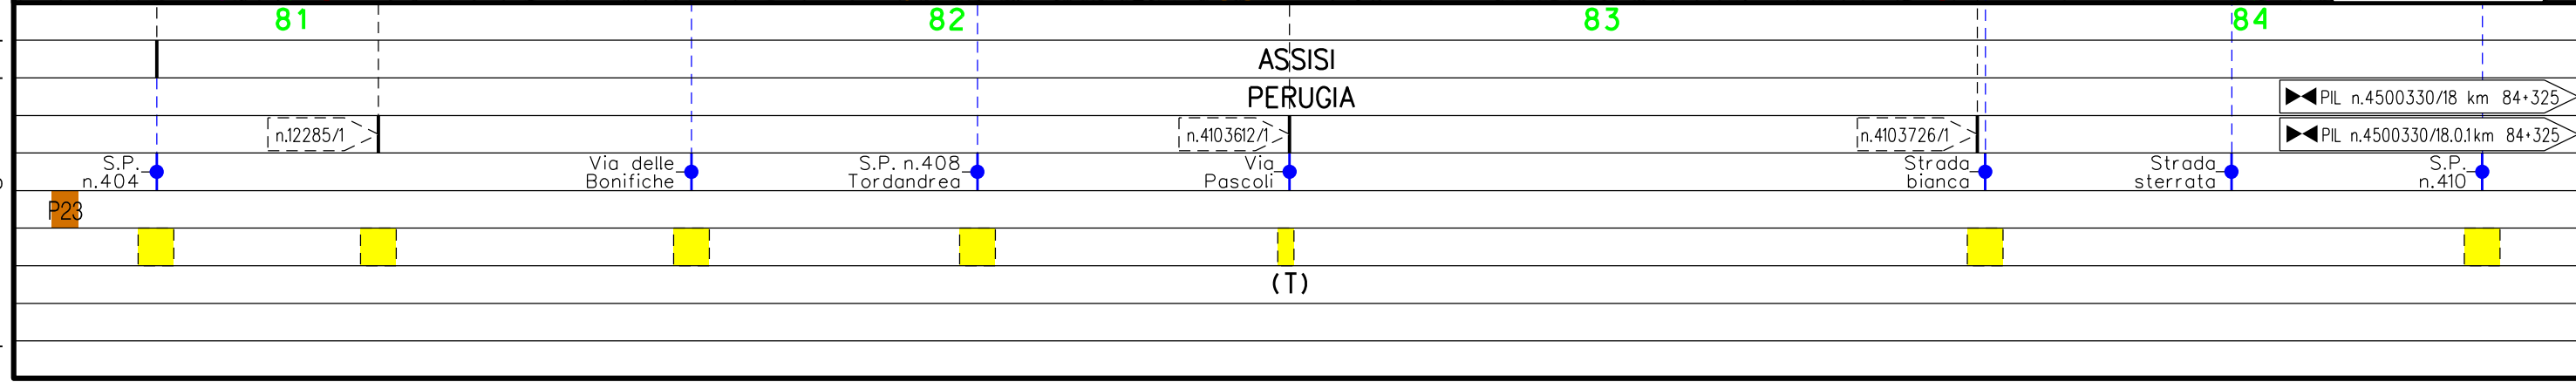 81 82 83 84
ASSISI
PERUGIA
PIL n.4500330/18 km 84+325
n.12285/1 n.4103612/1 n.4103726/1 PIL n.4500330/18.0.1km 84+325
S.P. Via delle S.P. n.408 Via Strada Strada S.P.
n.404 Bonifiche Tordandrea Pascoli bianca sterrata n.410
P23
(T)